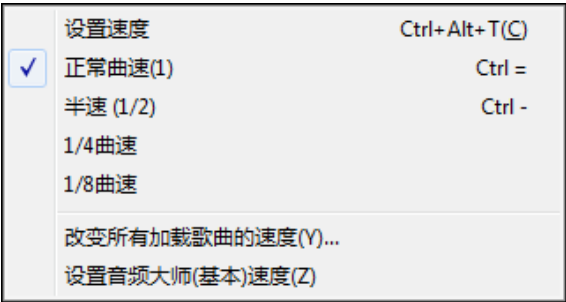 设置速度 Ctrl+Alt+T(C)
正常曲速(1) Ctrl =
半速 (1/2) Ctrl -
1/4曲速
1/8曲速
改变所有加载歌曲的速度(Y)...
设置音频大师(基本)速度(Z)